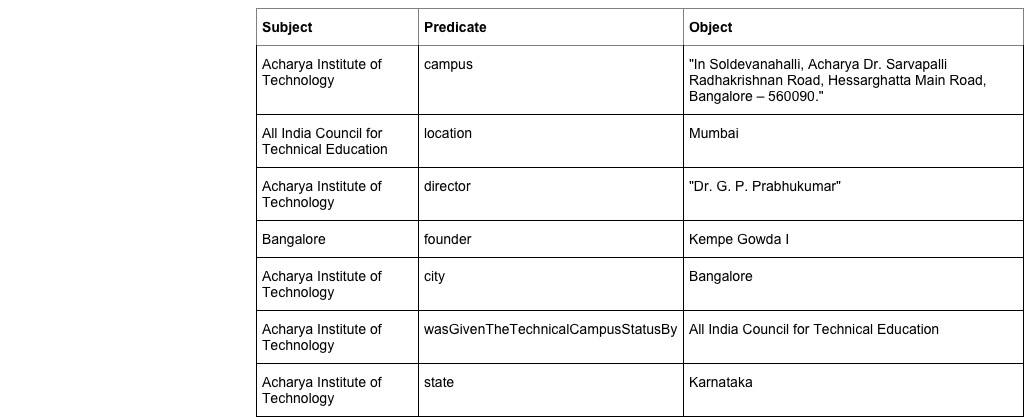 Subject Predicate Object
Acharya Institute of campus "In Soldevanahalli, Acharya Dr. Sarvapalli
Technology Radhakrishnan Road, Hessarghatta Main Road,
Bangalore – 560090."
All India Council for location Mumbai
Technical Education
Acharya Institute of director "Dr. G. P. Prabhukumar"
Technology
Bangalore founder Kempe Gowda I
Acharya Institute of city Bangalore
Technology
Acharya Institute of wasGivenTheTechnicalCampusStatusBy All India Council for Technical Education
Technology
Acharya Institute of state Karnataka
Technology